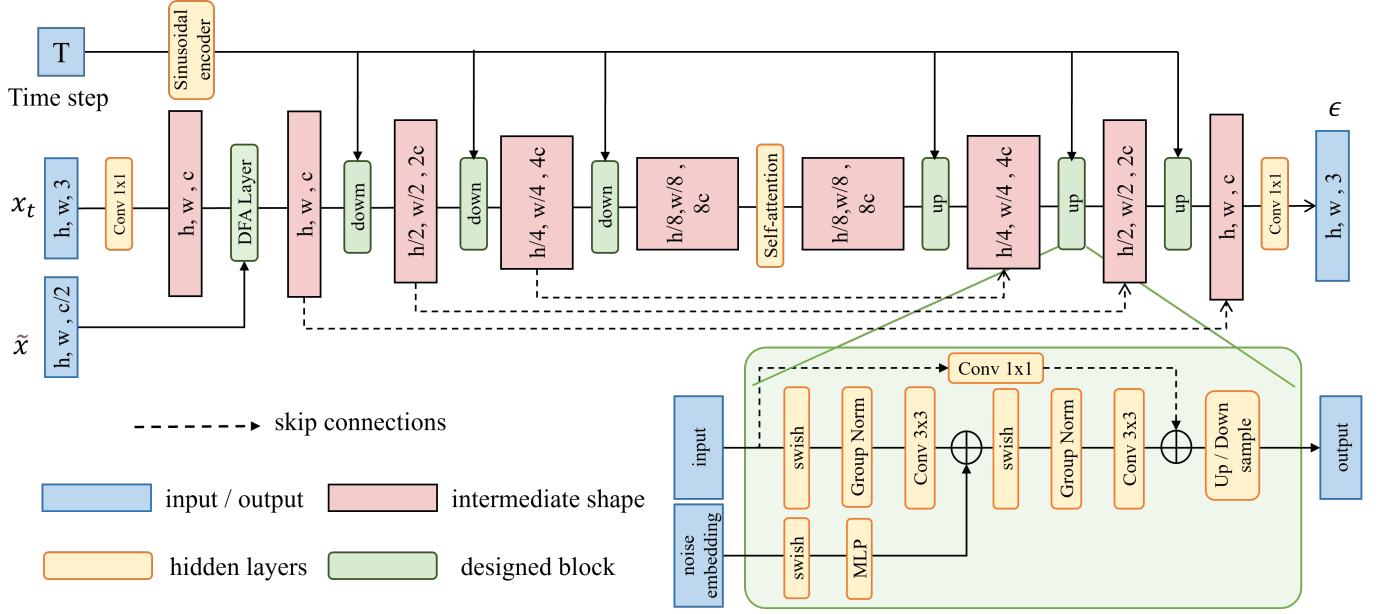 T
Time step
Sinusoidal
encoder
x_t
h, w, 3
Conv 1x1
h, w , c
DFA Layer
h, w , c
dowm
h/2, w/2 , 2c
down
h/4, w/4 , 4c
down
h/8,w/8 ,
8c
Self-attention
h/8,w/8 ,
8c
up
h/4, w/4 , 4c
up
h/2, w/2 , 2c
up
h, w , c
Conv 1x1
ϵ
h, w , 3
x̃
h, w , c/2
skip connections
input / output
intermediate shape
hidden layers
designed block
input
swish
Group Norm
Conv 3x3
swish
Group Norm
Conv 3x3
Conv 1x1
Up / Down
sample
output
noise
embedding
swish
MLP